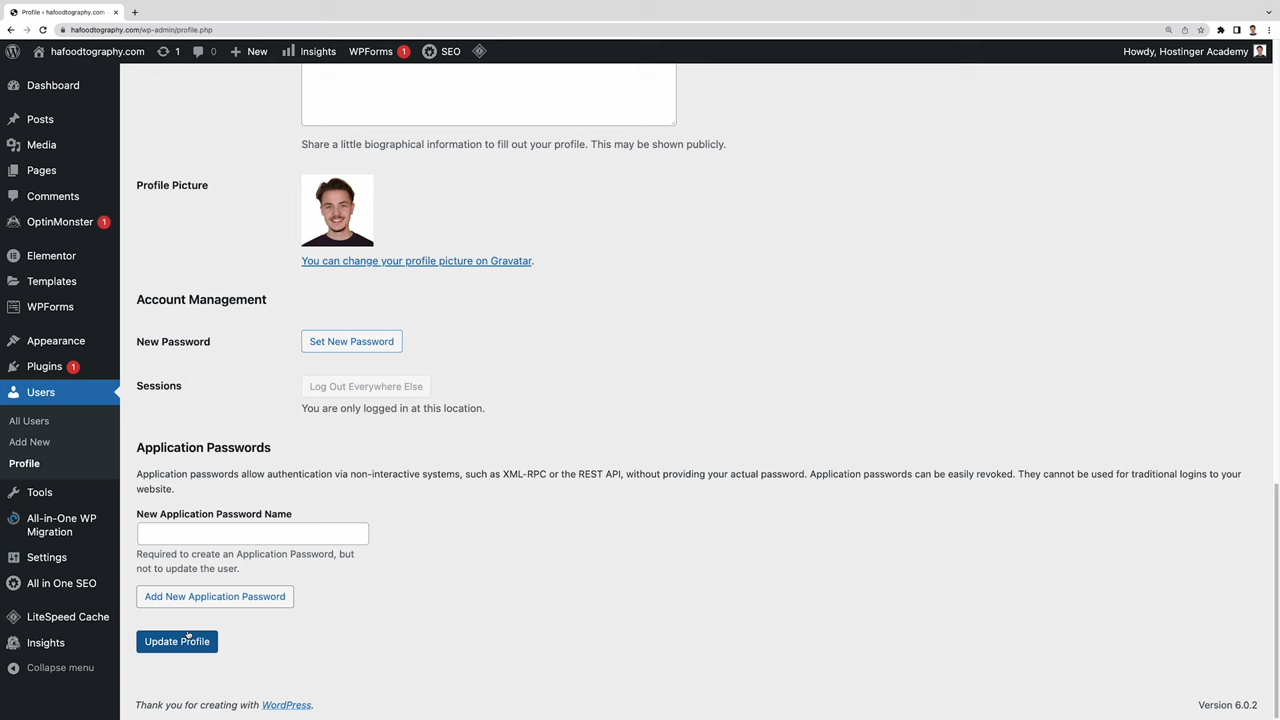 Profile ‹ hafoodtography.com —
hafoodtography.com/wp-admin/profile.php
hafoodtography.com 1 0 New Insights WPForms 1 SEO Howdy, Hostinger Academy
Dashboard
Posts
Media
Pages
Comments
OptinMonster 1
Elementor
Templates
WPForms
Appearance
Plugins 1
Users
All Users
Add New
Profile
Tools
All-in-One WP
Migration
Settings
All in One SEO
LiteSpeed Cache
Insights
Collapse menu
Share a little biographical information to fill out your profile. This may be shown publicly.
Profile Picture
You can change your profile picture on Gravatar.
Account Management
New Password Set New Password
Sessions Log Out Everywhere Else
You are only logged in at this location.
Application Passwords
Application passwords allow authentication via non-interactive systems, such as XML-RPC or the REST API, without providing your actual password. Application passwords can be easily revoked. They cannot be used for traditional logins to your
website.
New Application Password Name
Required to create an Application Password, but
not to update the user.
Add New Application Password
Update Profile
Thank you for creating with WordPress. Version 6.0.2